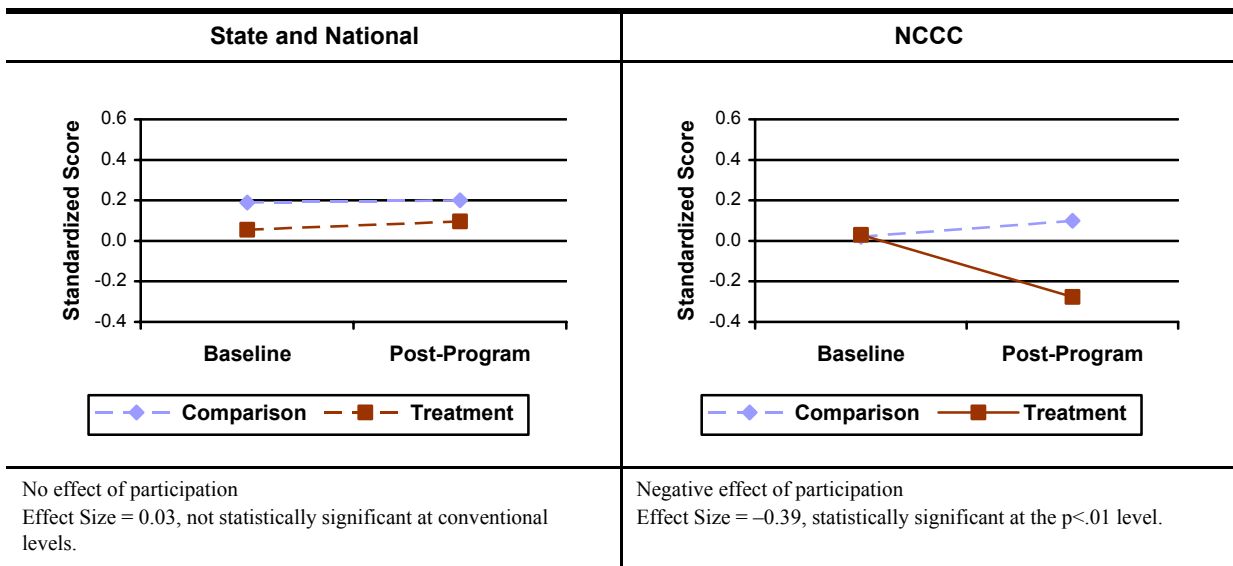 State and National
NCCC
Standardized Score
0.6
0.4
0.2
0.0
-0.2
-0.4
Baseline
Post-Program
Comparison
Treatment
Standardized Score
0.6
0.4
0.2
0.0
-0.2
-0.4
Baseline
Post-Program
Comparison
Treatment
No effect of participation
Effect Size = 0.03, not statistically significant at conventional
levels.
Negative effect of participation
Effect Size = –0.39, statistically significant at the p<.01 level.